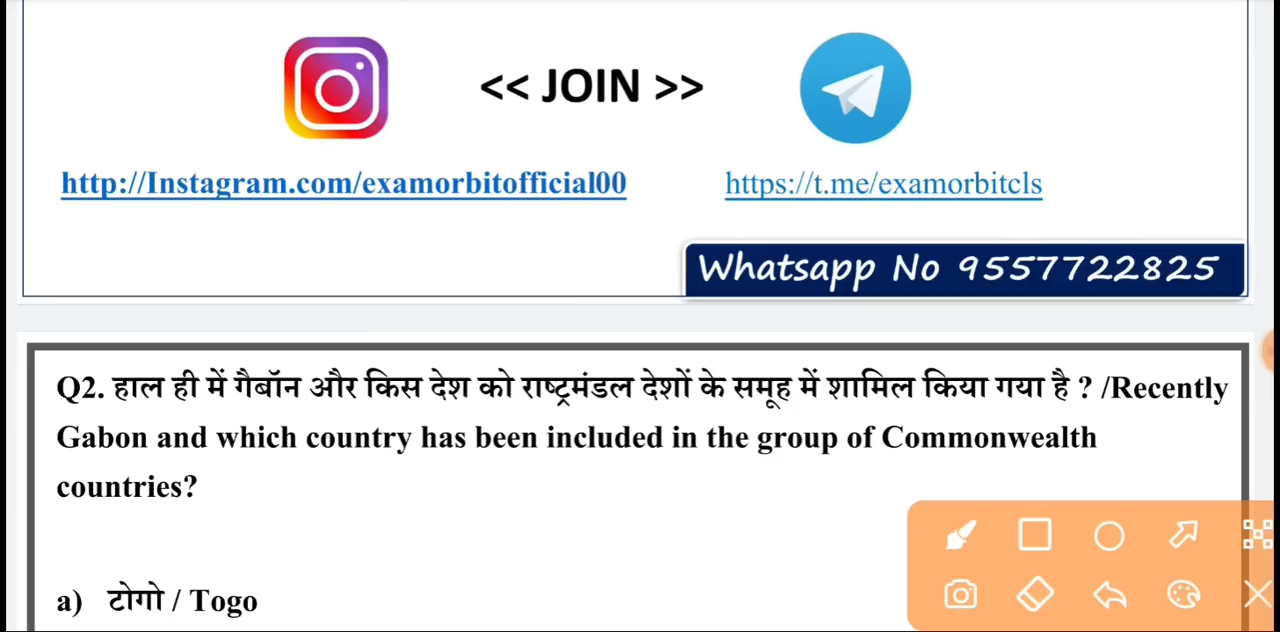 << JOIN >>
http://Instagram.com/examorbitofficial00
https://t.me/examorbitcls
Whatsapp No 9557722825
Q2. हाल ही में गैबॉन और किस देश को राष्ट्रमंडल देशों के समूह में शामिल किया गया है ? /Recently
Gabon and which country has been included in the group of Commonwealth
countries?
a) टोगो / Togo